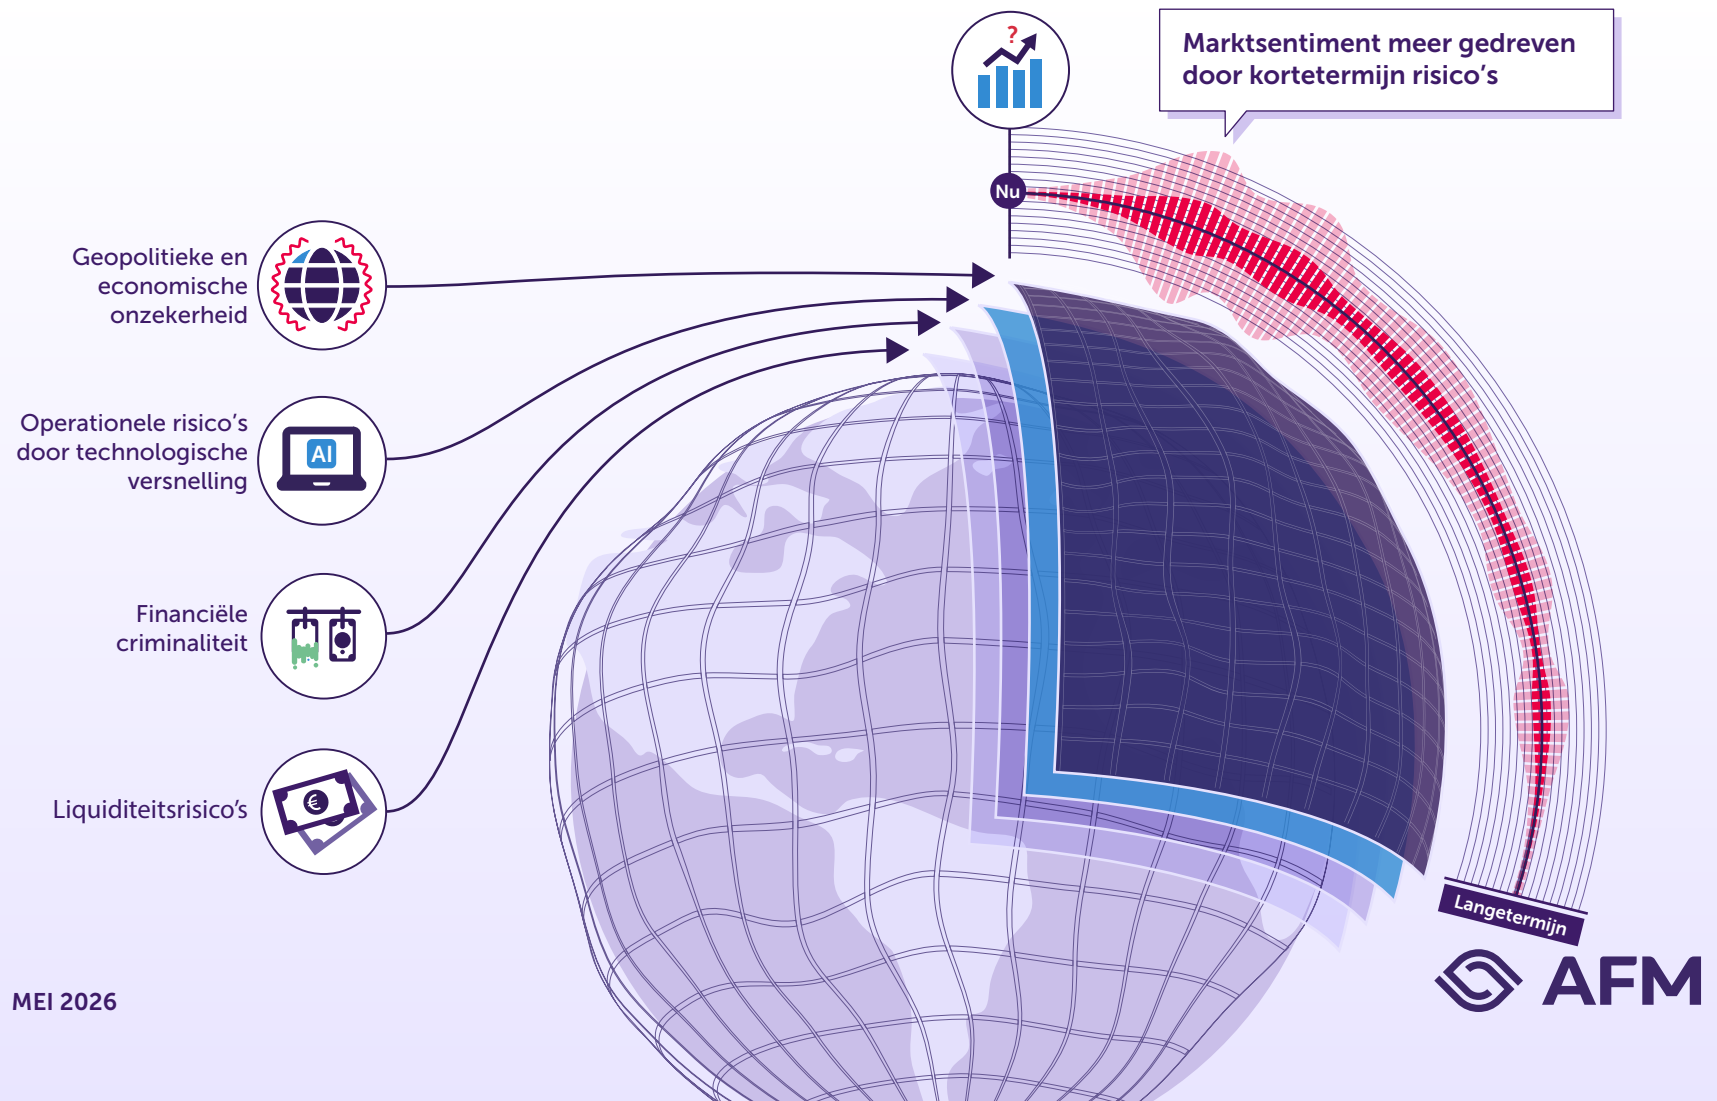 ?
Marktsentiment meer gedreven
door kortetermijn risico's
Nu
Geopolitieke en
economische
onzekerheid
Operationele risico's
door technologische
versnelling
AI
Financiële
criminaliteit
Liquiditeitsrisico's
€
Langetermijn
AFM
MEI 2026